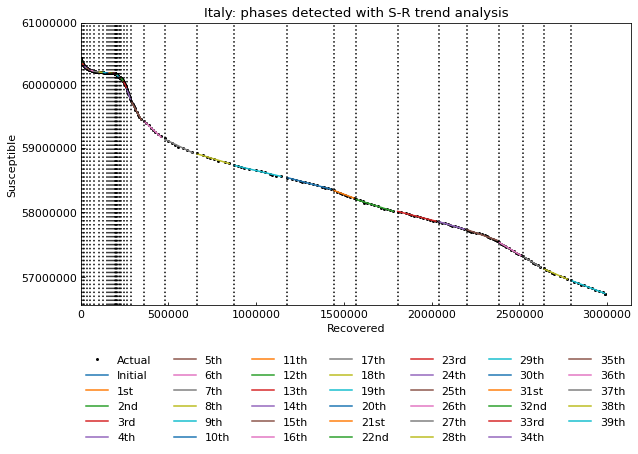 Italy: phases detected with S-R trend analysis
61000000
60000000
59000000
58000000
57000000
Susceptible
0 500000 1000000 1500000 2000000 2500000 3000000
Recovered
Actual 5th 11th 17th 23rd 29th 35th
Initial 6th 12th 18th 24th 30th 36th
1st 7th 13th 19th 25th 31st 37th
2nd 8th 14th 20th 26th 32nd 38th
3rd 9th 15th 21st 27th 33rd 39th
4th 10th 16th 22nd 28th 34th